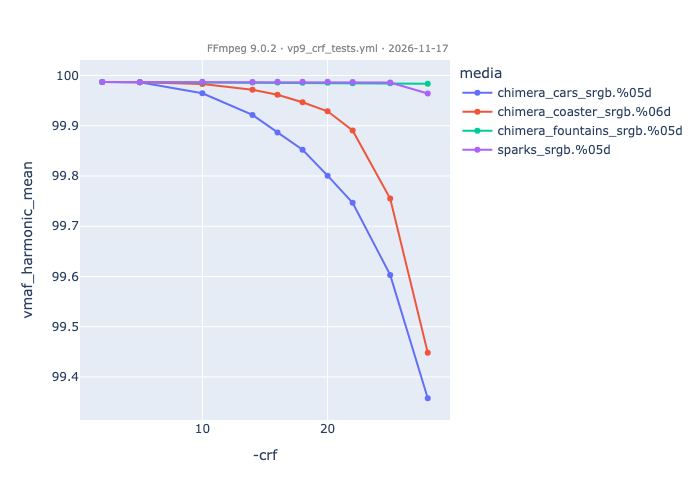 FFmpeg 9.0.2 · vp9_crf_tests.yml · 2026-11-17
media
chimera_cars_srgb.%05d
chimera_coaster_srgb.%06d
chimera_fountains_srgb.%05d
sparks_srgb.%05d
vmaf_harmonic_mean
100
99.9
99.8
99.7
99.6
99.5
99.4
10
20
-crf